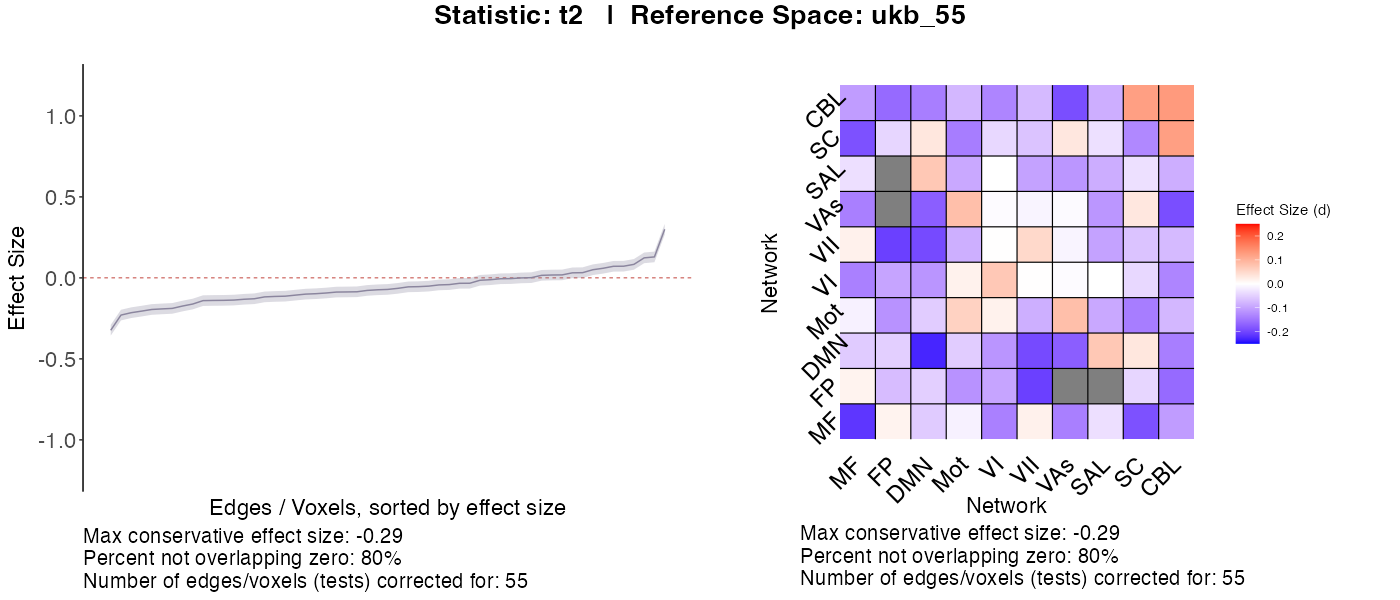 Statistic: t2 | Reference Space: ukb_55
Effect Size
1.0
0.5
0.0
-0.5
-1.0
Edges / Voxels, sorted by effect size
Max conservative effect size: -0.29
Percent not overlapping zero: 80%
Number of edges/voxels (tests) corrected for: 55
Network
CBL
SC
SAL
VAs
VII
VI
Mot
DMN
FP
MF
MF FP DMN Mot VI VII VAs SAL SC CBL
Network
Effect Size (d)
0.2
0.1
0.0
-0.1
-0.2
Max conservative effect size: -0.29
Percent not overlapping zero: 80%
Number of edges/voxels (tests) corrected for: 55